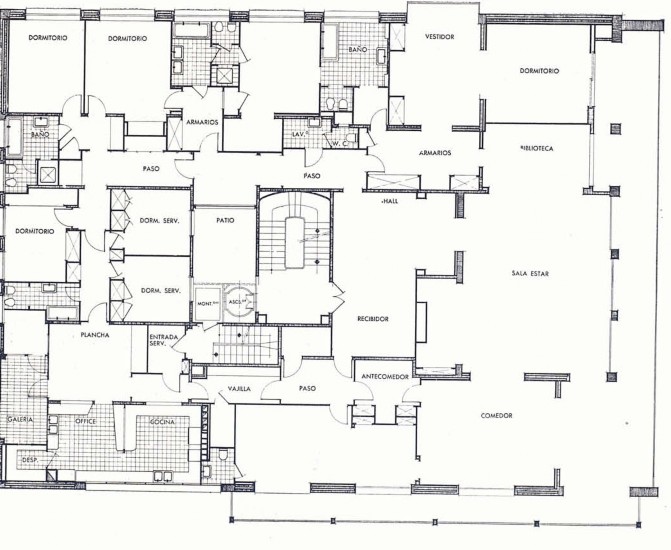 DORMITORIO
DORMITORIO
BAÑO
VESTIDOR
DORMITORIO
BAÑO
ARMARIOS
LAV.
W. C.
ARMARIOS
BIBLIOTECA
PASO
PASO
HALL
DORMITORIO
DORM. SERV.
PATIO
SALA ESTAR
DORM. SERV.
MONT.
ASC.
RECIBIDOR
PLANCHA
ENTRADA
SERV.
VAJILLA
PASO
ANTECOMEDOR
GALERIA
OFFICE
COCINA
COMEDOR
DESP.